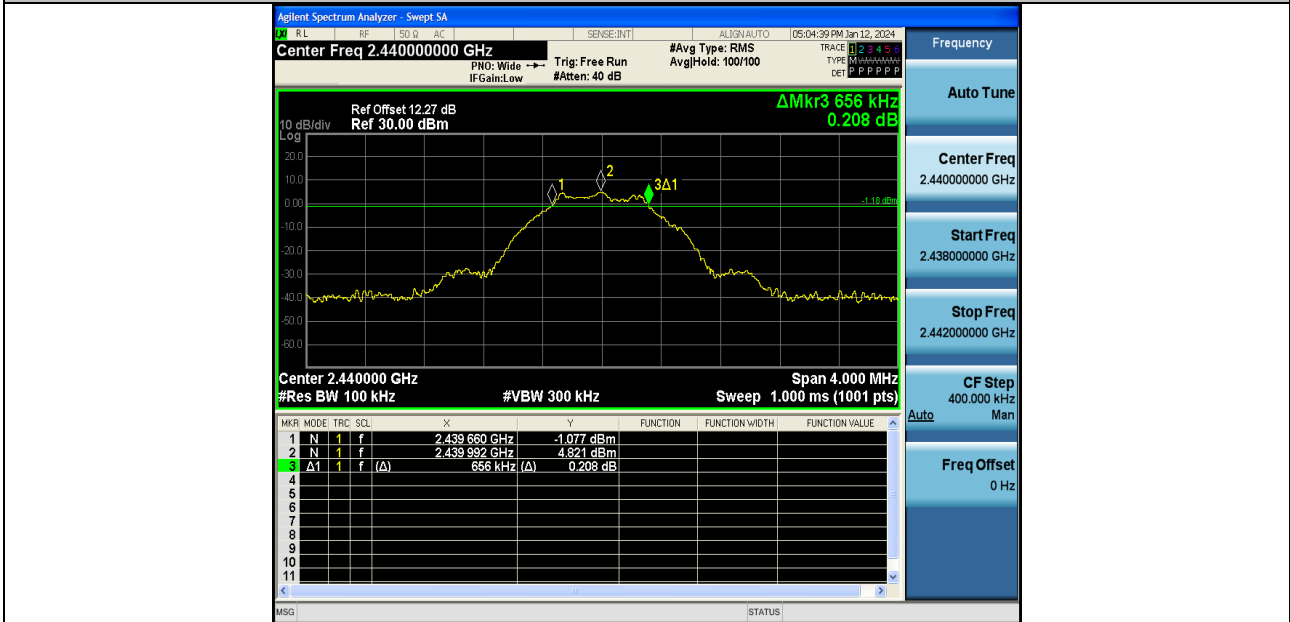 Agilent Spectrum Analyzer - Swept SA
LXI RL RF 50 Ω AC SENSE:INT ALIGN AUTO 05:04:39 PM Jan 12, 2024
Center Freq 2.440000000 GHz
PNO: Wide
IFGain:Low
Trig: Free Run
#Atten: 40 dB
#Avg Type: RMS
Avg|Hold: 100/100
TRACE 1 2 3 4 5 6
TYPE M WWWWW
DET P P P P P P
Frequency
ΔMkr3 656 kHz
0.208 dB
Ref Offset 12.27 dB
10 dB/div Ref 30.00 dBm
Log
20.0
10.0
0.00
-10.0
-20.0
-30.0
-40.0
-50.0
-60.0
1
2
3Δ1
-1.18 dBm
Center 2.440000 GHz Span 4.000 MHz
#Res BW 100 kHz #VBW 300 kHz Sweep 1.000 ms (1001 pts)
MKR MODE TRC SCL X Y FUNCTION FUNCTION WIDTH FUNCTION VALUE
1 N 1 f 2.439 660 GHz -1.077 dBm
2 N 1 f 2.439 992 GHz 4.821 dBm
3 Δ1 1 f (Δ) 656 kHz (Δ) 0.208 dB
4
5
6
7
8
9
10
11
Auto Tune
Center Freq
2.440000000 GHz
Start Freq
2.438000000 GHz
Stop Freq
2.442000000 GHz
CF Step
400.000 kHz
Auto Man
Freq Offset
0 Hz
MSG STATUS